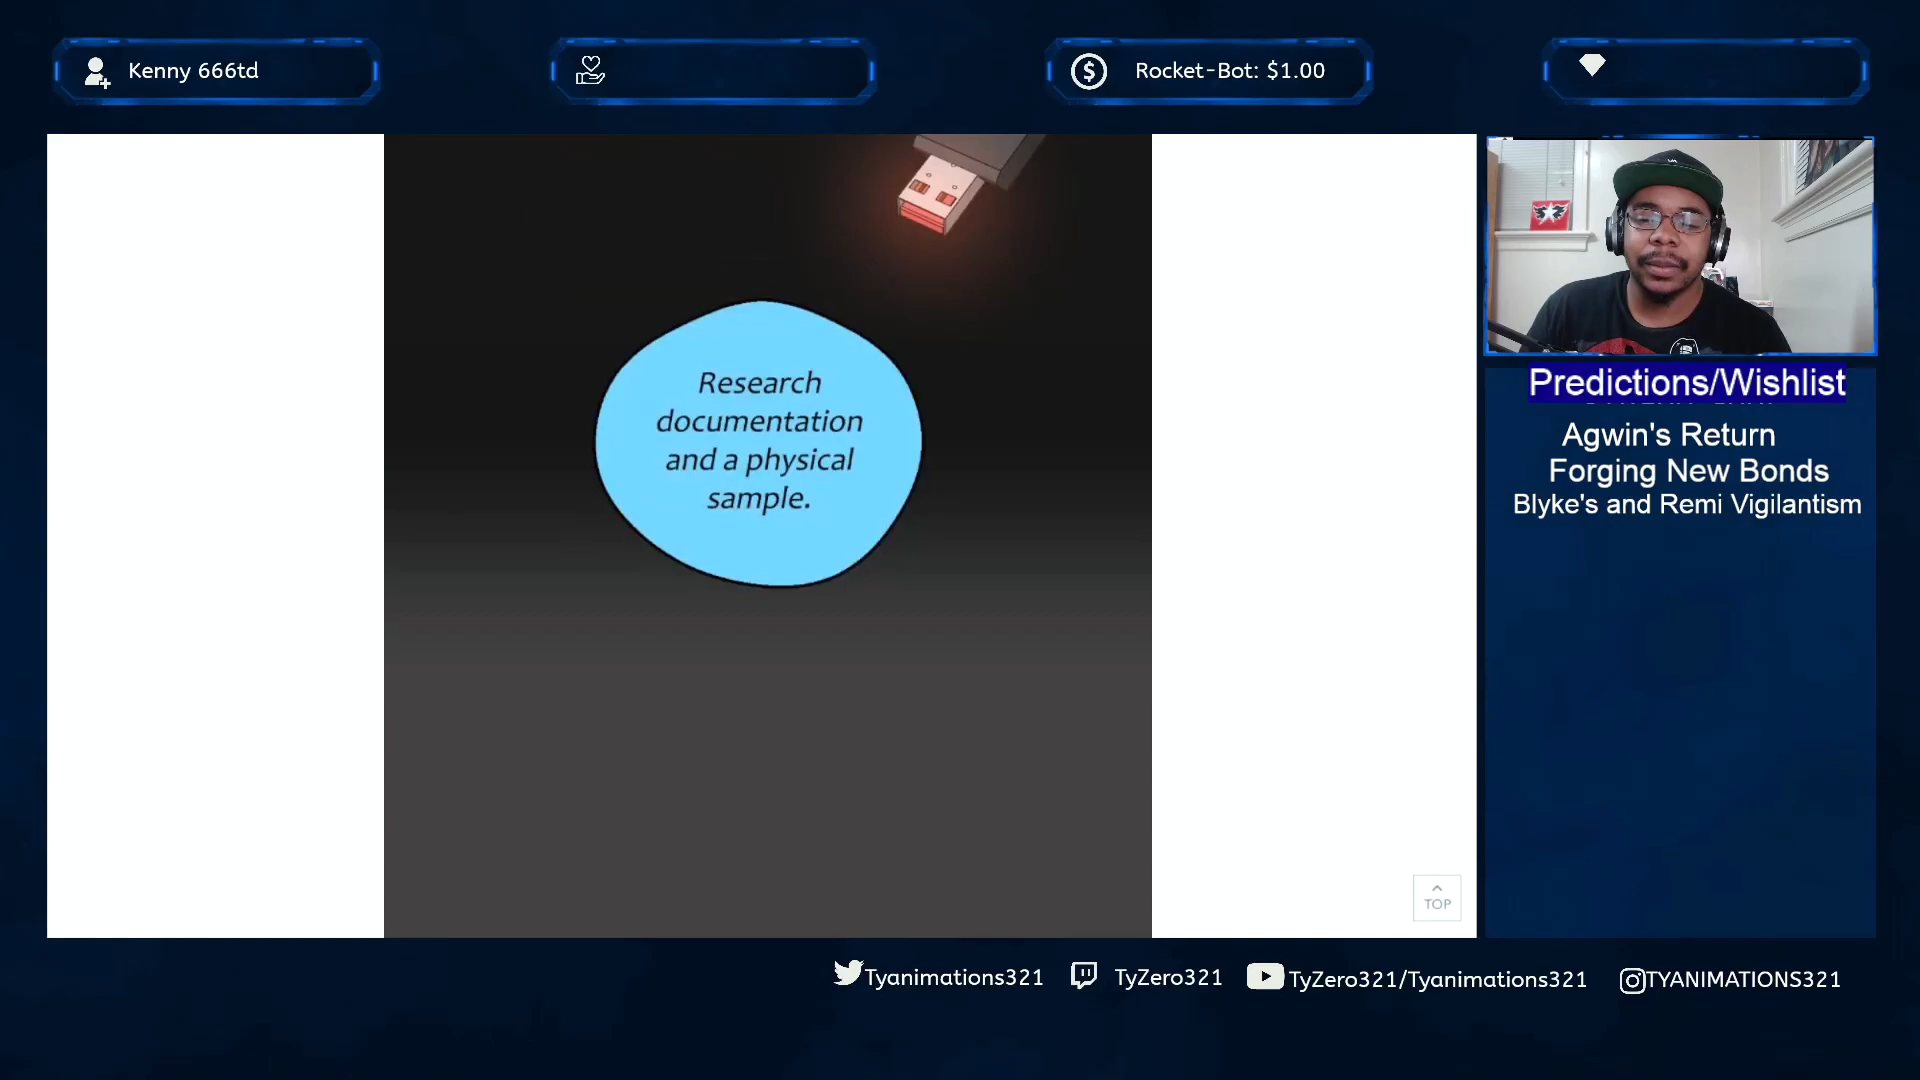 Kenny 666td
Rocket-Bot: $1.00
Research
documentation
and a physical
sample.
Predictions/Wishlist
Agwin's Return
Forging New Bonds
Blyke's and Remi Vigilantism
TOP
Tyanimations321
TyZero321
TyZero321/Tyanimations321
TYANIMATIONS321